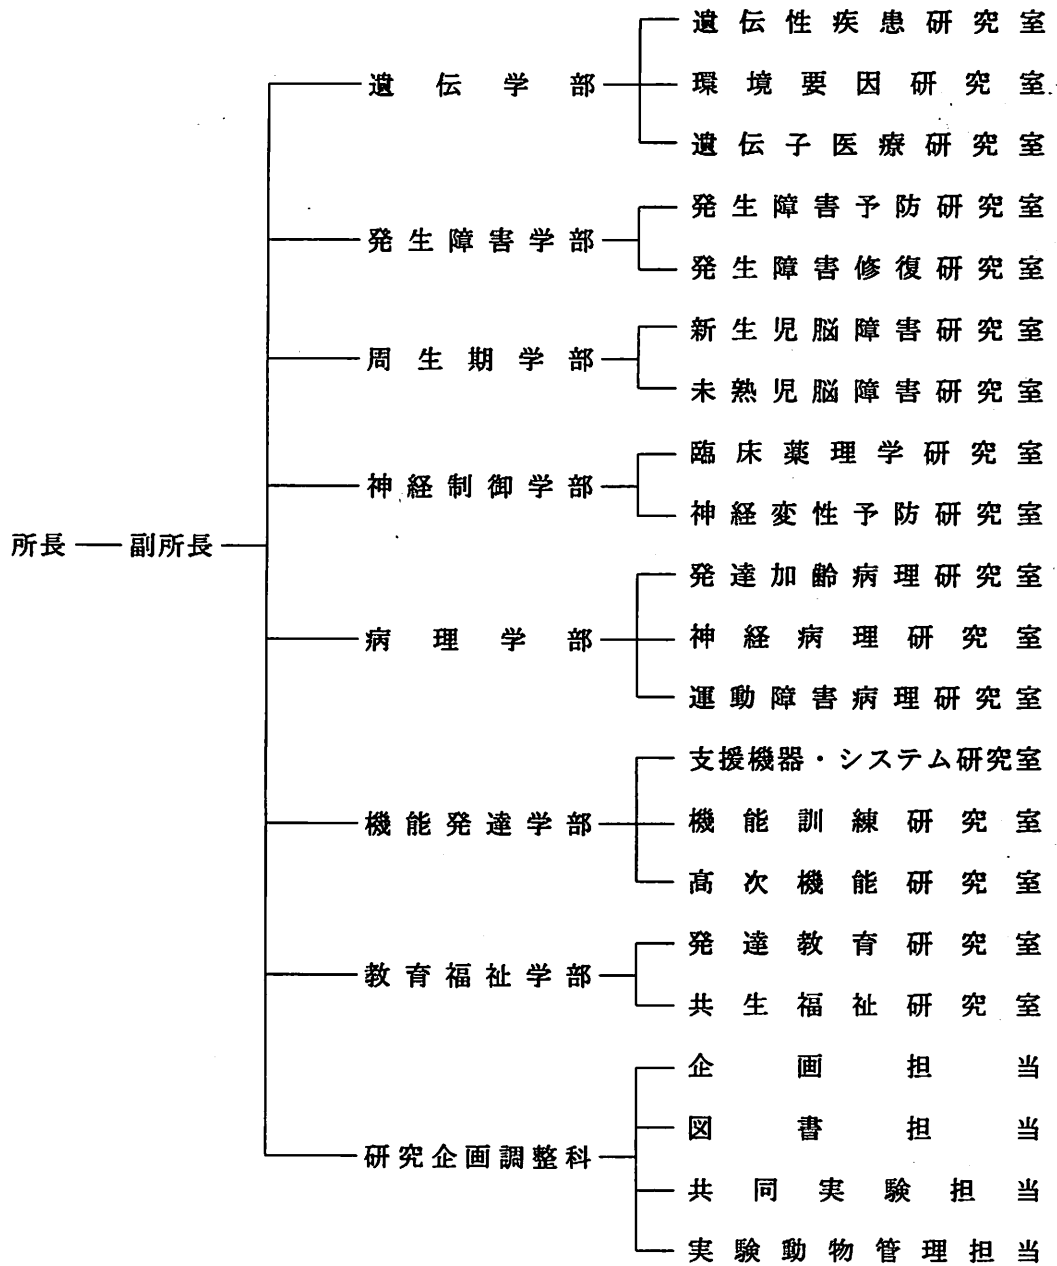 所長
副所長
遺伝学部
遺伝性疾患研究室
環境要因研究室
遺伝子医療研究室
発生障害学部
発生障害予防研究室
発生障害修復研究室
周生期学部
新生児脳障害研究室
未熟児脳障害研究室
神経制御学部
臨床薬理学研究室
神経変性予防研究室
病理学部
発達加齢病理研究室
神経病理研究室
運動障害病理研究室
機能発達学部
支援機器・システム研究室
機能訓練研究室
高次機能研究室
教育福祉学部
発達教育研究室
共生福祉研究室
研究企画調整科
企画担当
図書担当
共同実験担当
実験動物管理担当